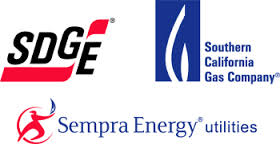 SDGE®
Southern
California
Gas Company®
Sempra Energy® utilities